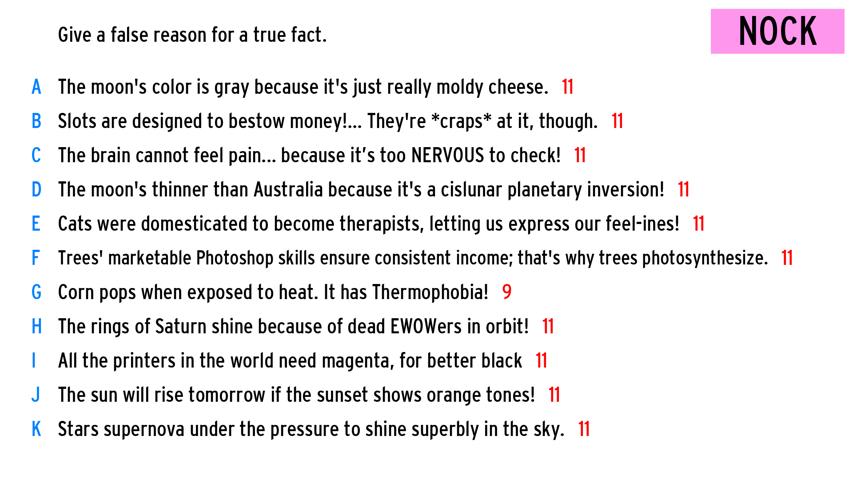 Give a false reason for a true fact.
NOCK
A The moon's color is gray because it's just really moldy cheese. 11
B Slots are designed to bestow money!... They're *craps* at it, though. 11
C The brain cannot feel pain... because it’s too NERVOUS to check! 11
D The moon's thinner than Australia because it's a cislunar planetary inversion! 11
E Cats were domesticated to become therapists, letting us express our feel-ines! 11
F Trees' marketable Photoshop skills ensure consistent income; that's why trees photosynthesize. 11
G Corn pops when exposed to heat. It has Thermophobia! 9
H The rings of Saturn shine because of dead EWOWers in orbit! 11
I All the printers in the world need magenta, for better black 11
J The sun will rise tomorrow if the sunset shows orange tones! 11
K Stars supernova under the pressure to shine superbly in the sky. 11